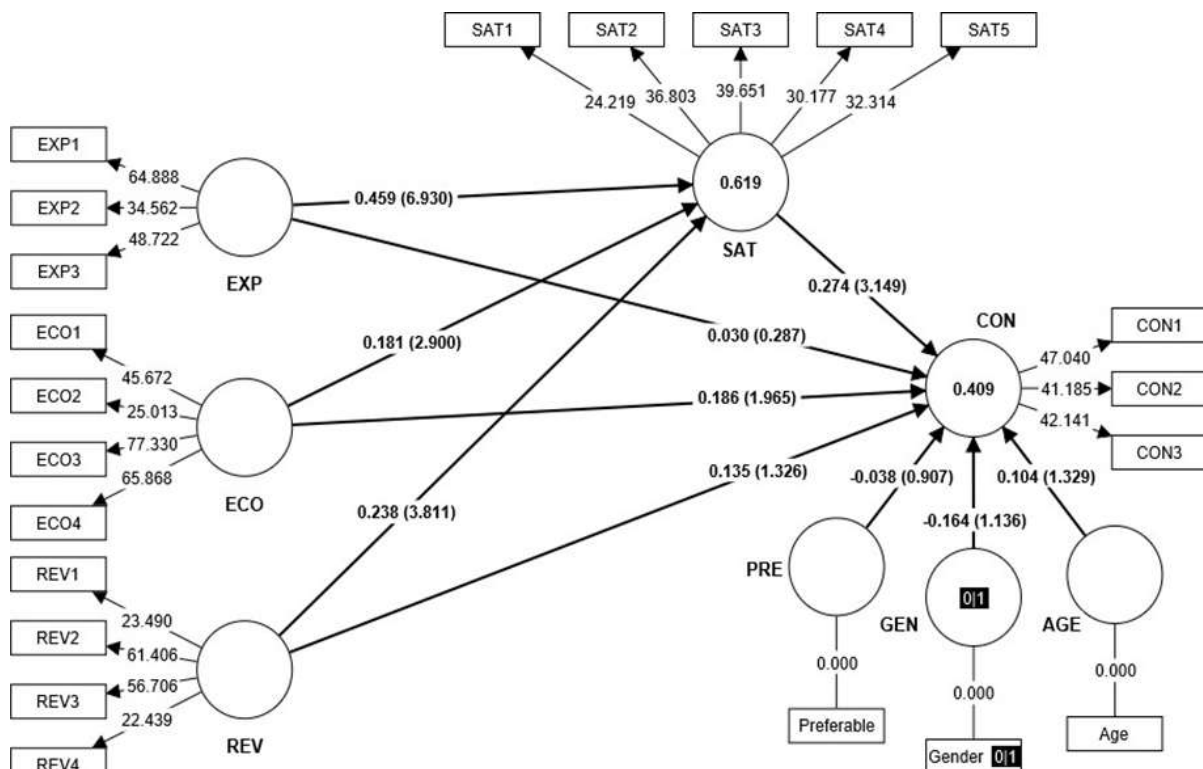 SAT1 SAT2 SAT3 SAT4 SAT5
24.219 36.803 39.651 30.177 32.314
EXP1
EXP2
EXP3
64.888
34.562
48.722
EXP
0.459 (6.930)
0.619
SAT
0.274 (3.149)
0.030 (0.287)
ECO1
ECO2
ECO3
ECO4
45.672
25.013
77.330
65.868
ECO
0.181 (2.900)
0.186 (1.965)
CON
0.409
47.040
41.185
42.141
CON1
CON2
CON3
REV1
REV2
REV3
REV4
23.490
61.406
56.706
22.439
REV
0.238 (3.811)
0.135 (1.326)
-0.038 (0.907)
-0.164 (1.136)
0.104 (1.329)
PRE
GEN
0|1
AGE
0.000
0.000
0.000
Preferable
Gender 0|1
Age